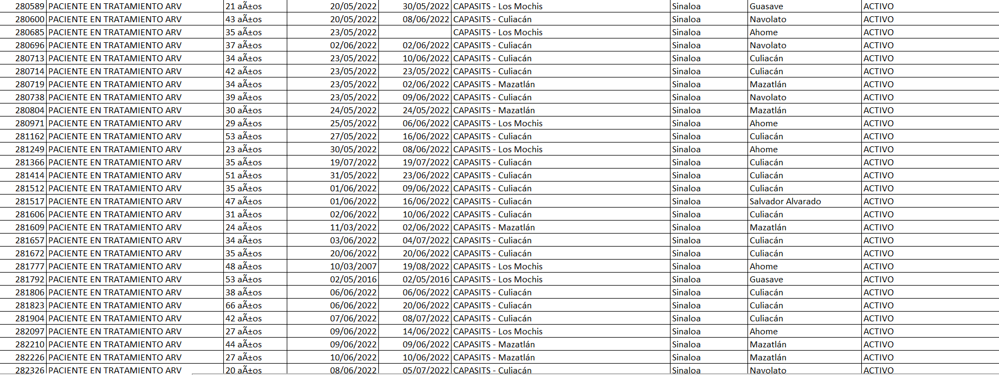 280589 PACIENTE EN TRATAMIENTO ARV 21 aÃ±os 20/05/2022 30/05/2022 CAPASITS - Los Mochis Sinaloa Guasave ACTIVO
280600 PACIENTE EN TRATAMIENTO ARV 43 aÃ±os 20/05/2022 08/06/2022 CAPASITS - Culiacán Sinaloa Navolato ACTIVO
280685 PACIENTE EN TRATAMIENTO ARV 35 aÃ±os 23/05/2022 CAPASITS - Los Mochis Sinaloa Ahome ACTIVO
280696 PACIENTE EN TRATAMIENTO ARV 37 aÃ±os 02/06/2022 02/06/2022 CAPASITS - Culiacán Sinaloa Navolato ACTIVO
280713 PACIENTE EN TRATAMIENTO ARV 34 aÃ±os 23/05/2022 10/06/2022 CAPASITS - Culiacán Sinaloa Culiacán ACTIVO
280714 PACIENTE EN TRATAMIENTO ARV 42 aÃ±os 23/05/2022 23/05/2022 CAPASITS - Culiacán Sinaloa Culiacán ACTIVO
280719 PACIENTE EN TRATAMIENTO ARV 34 aÃ±os 23/05/2022 02/06/2022 CAPASITS - Mazatlán Sinaloa Mazatlán ACTIVO
280738 PACIENTE EN TRATAMIENTO ARV 39 aÃ±os 23/05/2022 09/06/2022 CAPASITS - Culiacán Sinaloa Navolato ACTIVO
280804 PACIENTE EN TRATAMIENTO ARV 30 aÃ±os 24/05/2022 24/05/2022 CAPASITS - Mazatlán Sinaloa Mazatlán ACTIVO
280971 PACIENTE EN TRATAMIENTO ARV 29 aÃ±os 25/05/2022 06/06/2022 CAPASITS - Los Mochis Sinaloa Ahome ACTIVO
281162 PACIENTE EN TRATAMIENTO ARV 53 aÃ±os 27/05/2022 16/06/2022 CAPASITS - Culiacán Sinaloa Culiacán ACTIVO
281249 PACIENTE EN TRATAMIENTO ARV 23 aÃ±os 30/05/2022 08/06/2022 CAPASITS - Los Mochis Sinaloa Ahome ACTIVO
281366 PACIENTE EN TRATAMIENTO ARV 35 aÃ±os 19/07/2022 19/07/2022 CAPASITS - Culiacán Sinaloa Culiacán ACTIVO
281414 PACIENTE EN TRATAMIENTO ARV 51 aÃ±os 31/05/2022 23/06/2022 CAPASITS - Culiacán Sinaloa Culiacán ACTIVO
281512 PACIENTE EN TRATAMIENTO ARV 35 aÃ±os 01/06/2022 09/06/2022 CAPASITS - Culiacán Sinaloa Culiacán ACTIVO
281517 PACIENTE EN TRATAMIENTO ARV 47 aÃ±os 01/06/2022 16/06/2022 CAPASITS - Culiacán Sinaloa Salvador Alvarado ACTIVO
281606 PACIENTE EN TRATAMIENTO ARV 31 aÃ±os 02/06/2022 10/06/2022 CAPASITS - Culiacán Sinaloa Culiacán ACTIVO
281609 PACIENTE EN TRATAMIENTO ARV 24 aÃ±os 11/03/2022 02/06/2022 CAPASITS - Mazatlán Sinaloa Mazatlán ACTIVO
281657 PACIENTE EN TRATAMIENTO ARV 34 aÃ±os 03/06/2022 04/07/2022 CAPASITS - Culiacán Sinaloa Culiacán ACTIVO
281672 PACIENTE EN TRATAMIENTO ARV 35 aÃ±os 20/06/2022 20/06/2022 CAPASITS - Culiacán Sinaloa Culiacán ACTIVO
281777 PACIENTE EN TRATAMIENTO ARV 48 aÃ±os 10/03/2007 19/08/2022 CAPASITS - Los Mochis Sinaloa Ahome ACTIVO
281792 PACIENTE EN TRATAMIENTO ARV 53 aÃ±os 02/05/2016 02/05/2016 CAPASITS - Los Mochis Sinaloa Guasave ACTIVO
281806 PACIENTE EN TRATAMIENTO ARV 38 aÃ±os 06/06/2022 06/06/2022 CAPASITS - Culiacán Sinaloa Culiacán ACTIVO
281823 PACIENTE EN TRATAMIENTO ARV 66 aÃ±os 06/06/2022 20/06/2022 CAPASITS - Culiacán Sinaloa Culiacán ACTIVO
281904 PACIENTE EN TRATAMIENTO ARV 42 aÃ±os 07/06/2022 08/07/2022 CAPASITS - Culiacán Sinaloa Culiacán ACTIVO
282097 PACIENTE EN TRATAMIENTO ARV 27 aÃ±os 09/06/2022 14/06/2022 CAPASITS - Los Mochis Sinaloa Ahome ACTIVO
282210 PACIENTE EN TRATAMIENTO ARV 44 aÃ±os 09/06/2022 09/06/2022 CAPASITS - Mazatlán Sinaloa Mazatlán ACTIVO
282226 PACIENTE EN TRATAMIENTO ARV 27 aÃ±os 10/06/2022 10/06/2022 CAPASITS - Mazatlán Sinaloa Mazatlán ACTIVO
282326 PACIENTE EN TRATAMIENTO ARV 20 aÃ±os 08/06/2022 05/07/2022 CAPASITS - Culiacán Sinaloa Navolato ACTIVO